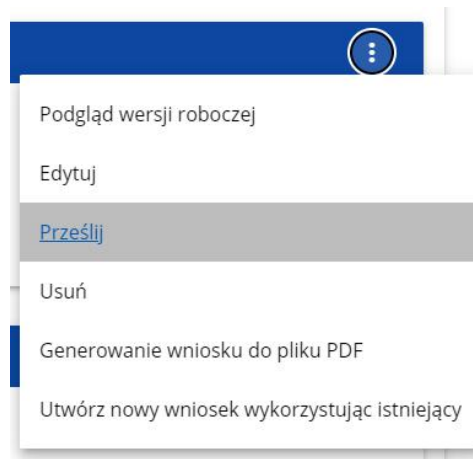 Podgląd wersji roboczej
Edytuj
Prześlij
Usuń
Generowanie wniosku do pliku PDF
Utwórz nowy wniosek wykorzystując istniejący